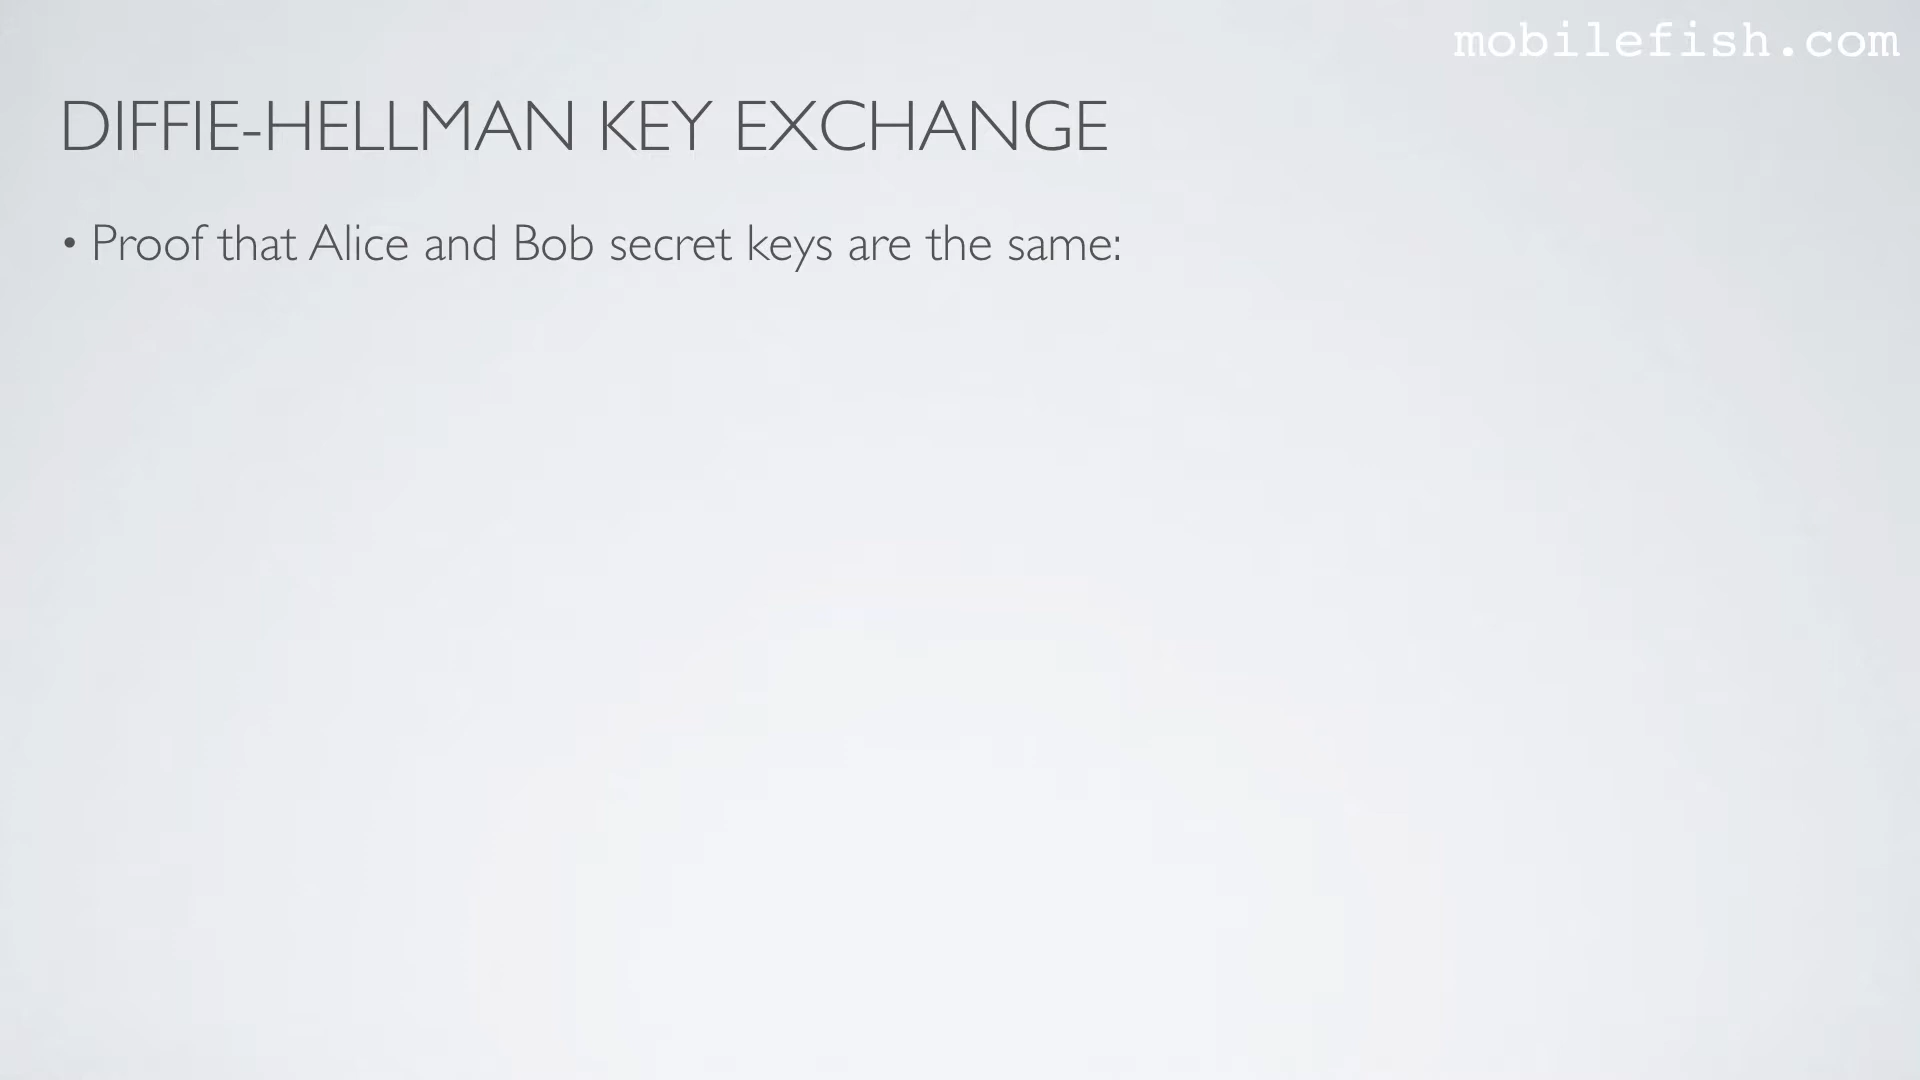 mobilefish.com
DIFFIE-HELLMAN KEY EXCHANGE
• Proof that Alice and Bob secret keys are the same: